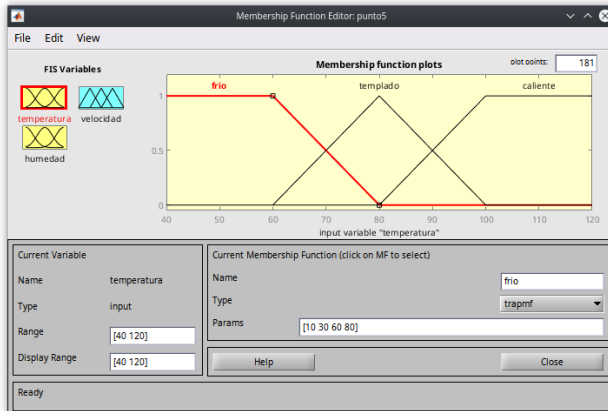 Membership Function Editor: punto5
File Edit View
FIS Variables
temperatura velocidad
humedad
Membership function plots
plot points: 181
frio templado caliente
1
0.5
0
40 50 60 70 80 90 100 110 120
input variable "temperatura"
Current Variable
Name temperatura
Type input
Range [40 120]
Display Range [40 120]
Current Membership Function (click on MF to select)
Name frio
Type trapmf
Params [10 30 60 80]
Help Close
Ready